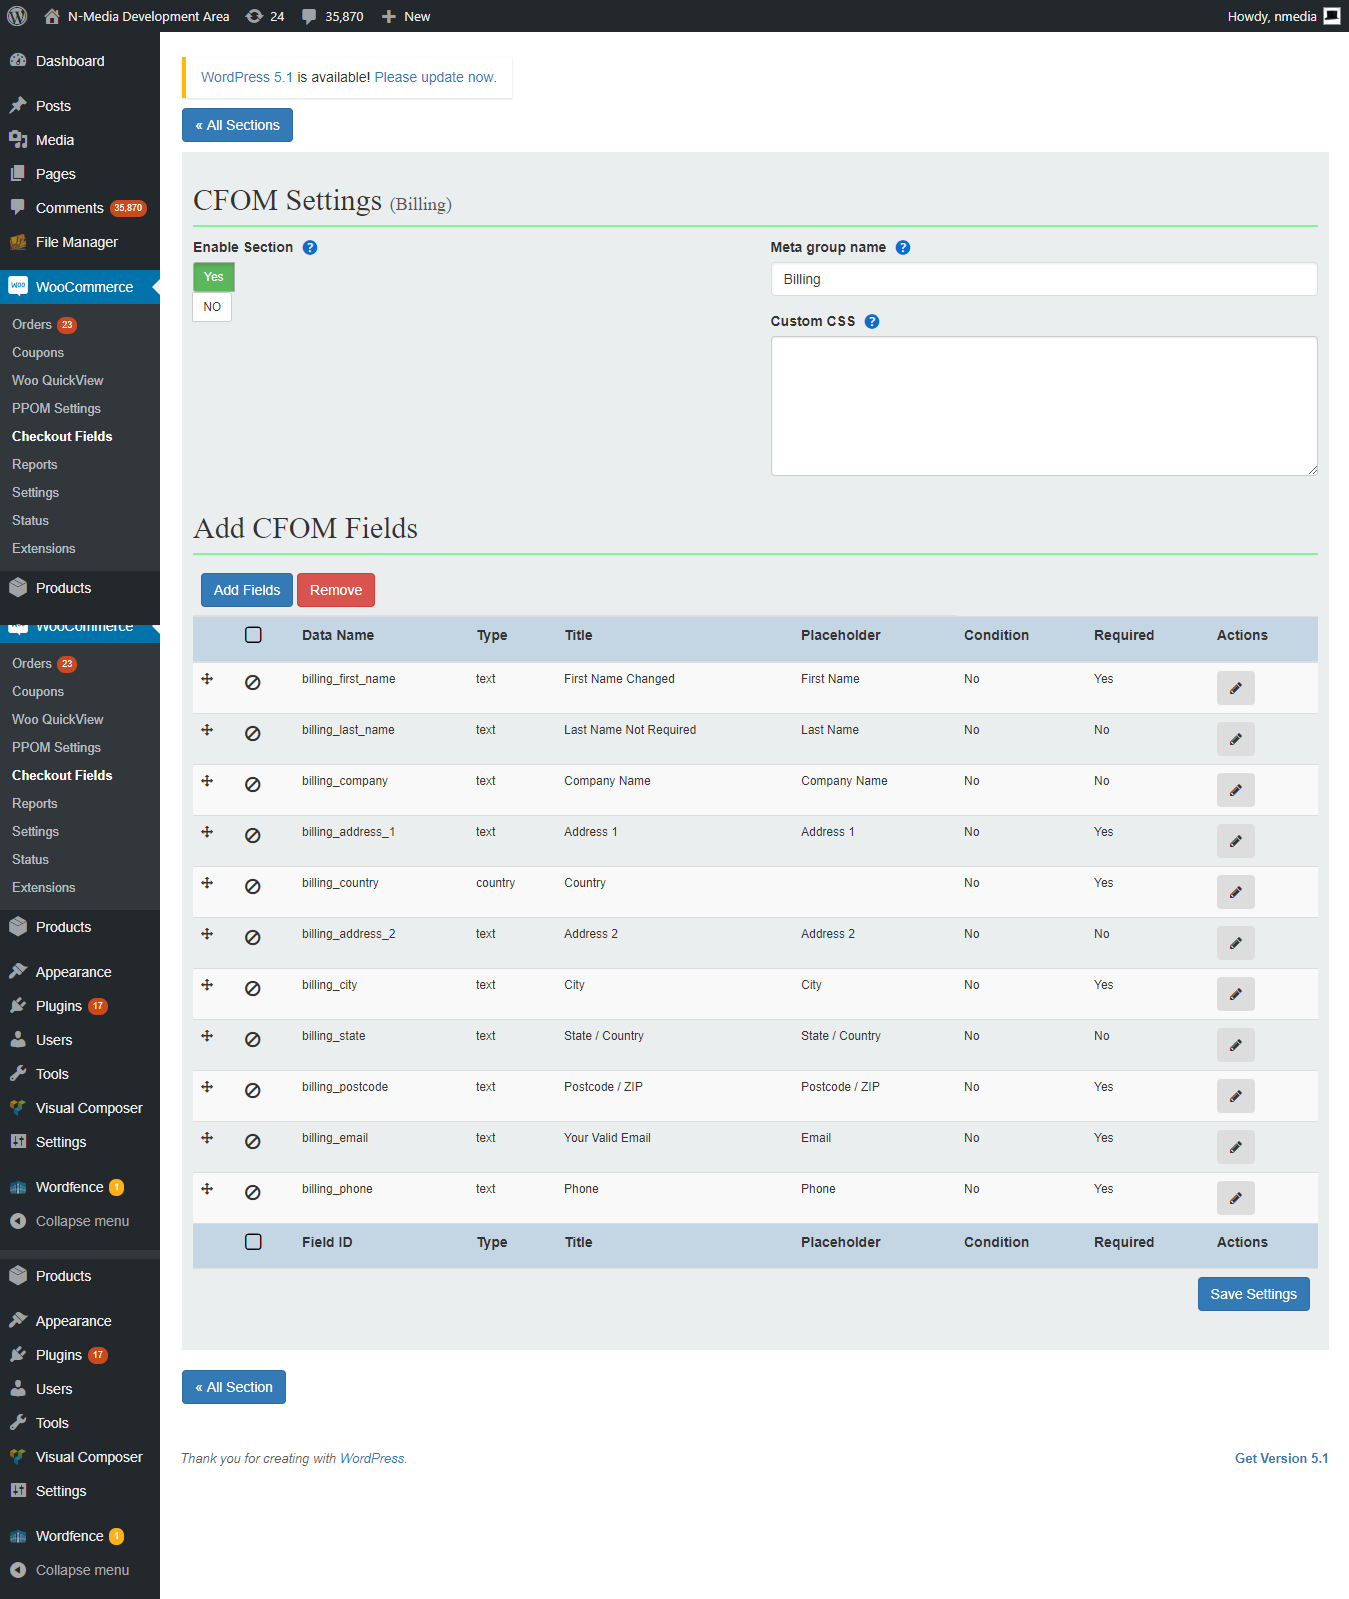 N-Media Development Area 24 35,870 New Howdy, nmedia
Dashboard
Posts
Media
Pages
Comments 35,870
File Manager
WooCommerce
Orders 23
Coupons
Woo QuickView
PPOM Settings
Checkout Fields
Reports
Settings
Status
Extensions
Products
WooCommerce
Orders 23
Coupons
Woo QuickView
PPOM Settings
Checkout Fields
Reports
Settings
Status
Extensions
Products
Appearance
Plugins 17
Users
Tools
Visual Composer
Settings
Wordfence 1
Collapse menu
Products
Appearance
Plugins 17
Users
Tools
Visual Composer
Settings
Wordfence 1
Collapse menu
WordPress 5.1 is available! Please update now.
« All Sections
CFOM Settings (Billing)
Enable Section ?
Yes
NO
Meta group name ?
Billing
Custom CSS ?
Add CFOM Fields
Add Fields Remove
Data Name Type Title Placeholder Condition Required Actions
billing_first_name text First Name Changed First Name No Yes
billing_last_name text Last Name Not Required Last Name No No
billing_company text Company Name Company Name No No
billing_address_1 text Address 1 Address 1 No Yes
billing_country country Country No Yes
billing_address_2 text Address 2 Address 2 No No
billing_city text City City No Yes
billing_state text State / Country State / Country No No
billing_postcode text Postcode / ZIP Postcode / ZIP No Yes
billing_email text Your Valid Email Email No Yes
billing_phone text Phone Phone No Yes
Field ID Type Title Placeholder Condition Required Actions
Save Settings
« All Section
Thank you for creating with WordPress. Get Version 5.1